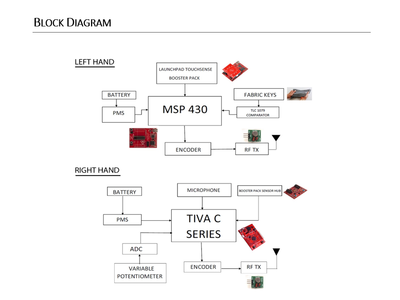 BLOCK DIAGRAM
LEFT HAND
LAUNCHPAD TOUCHSENSE
BOOSTER PACK
BATTERY
FABRIC KEYS
PMS
MSP 430
COMPARATOR
ENCODER
RF TX
RIGHT HAND
BATTERY
MICROPHONE
BOOSTER PACK SENSOR HUB
PMS
TIVA C
SERIES
ADC
VARIABLE
POTENTIOMETER
ENCODER
RF TX